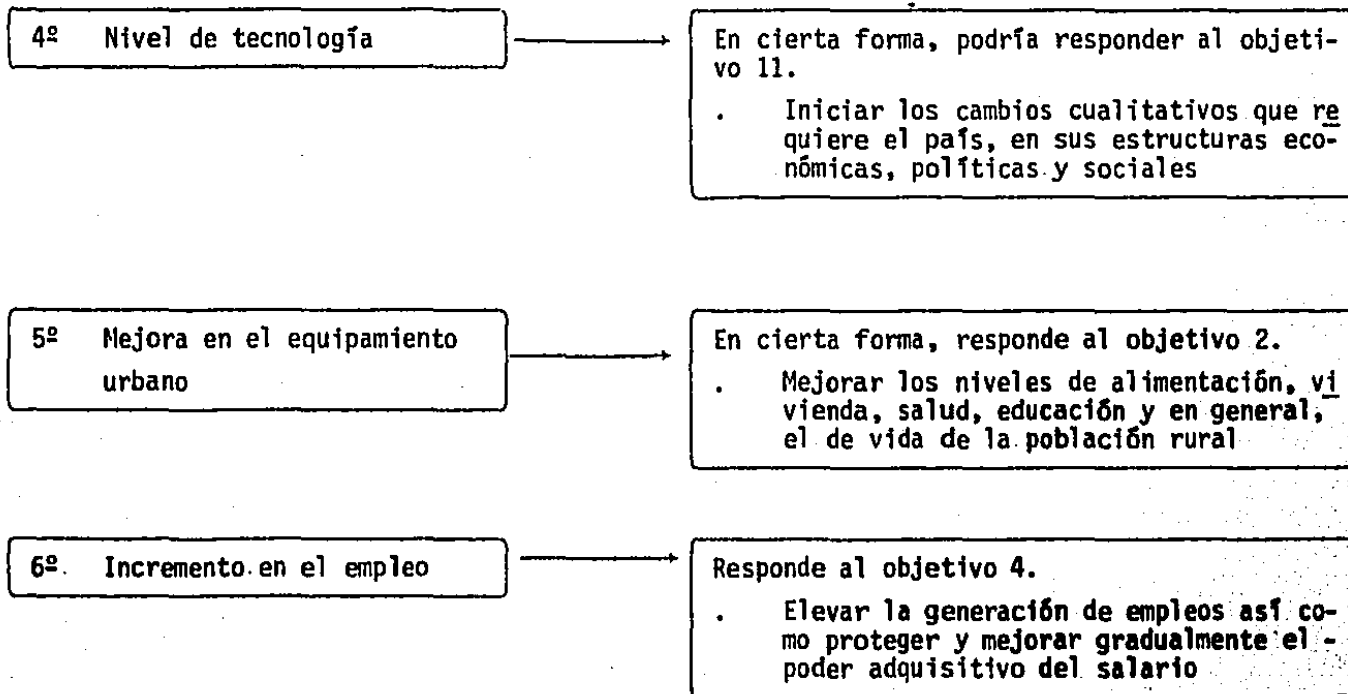 4º Nivel de tecnología
En cierta forma, podría responder al objeti-
vo 11.
. Iniciar los cambios cualitativos que re
quiere el país, en sus estructuras eco-
nómicas, políticas y sociales
5º Mejora en el equipamiento
urbano
En cierta forma, responde al objetivo 2.
. Mejorar los niveles de alimentación, vi
vienda, salud, educación y en general,
el de vida de la población rural
6º. Incremento en el empleo
Responde al objetivo 4.
. Elevar la generación de empleos así co-
mo proteger y mejorar gradualmente el -
poder adquisitivo del salario